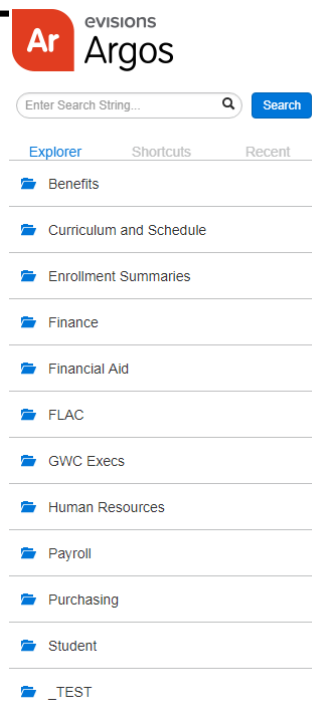 Ar
evisions
Argos
Enter Search String...
Search
Explorer Shortcuts Recent
Benefits
Curriculum and Schedule
Enrollment Summaries
Finance
Financial Aid
FLAC
GWC Execs
Human Resources
Payroll
Purchasing
Student
_TEST